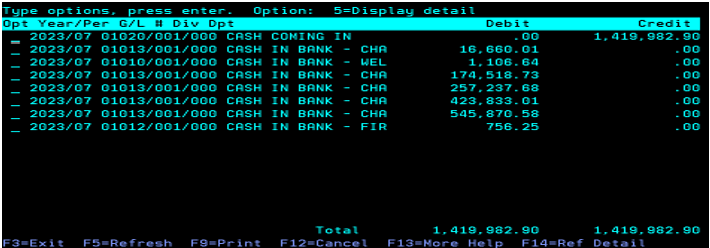 Type options, press enter.  Option:  5=Display detail
Opt Year/Per G/L # Div Dpt Debit Credit
_ 2023/07 01020/001/000 CASH COMING IN .00 1,419,982.90
_ 2023/07 01013/001/000 CASH IN BANK - CHA 16,660.01 .00
_ 2023/07 01010/001/000 CASH IN BANK - WEL 1,106.64 .00
_ 2023/07 01013/001/000 CASH IN BANK - CHA 174,518.73 .00
_ 2023/07 01013/001/000 CASH IN BANK - CHA 257,237.68 .00
_ 2023/07 01013/001/000 CASH IN BANK - CHA 423,833.01 .00
_ 2023/07 01013/001/000 CASH IN BANK - CHA 545,870.58 .00
_ 2023/07 01012/001/000 CASH IN BANK - FIR 756.25 .00
Total 1,419,982.90 1,419,982.90
F3=Exit  F5=Refresh  F9=Print  F12=Cancel  F13=More Help  F14=Ref Detail